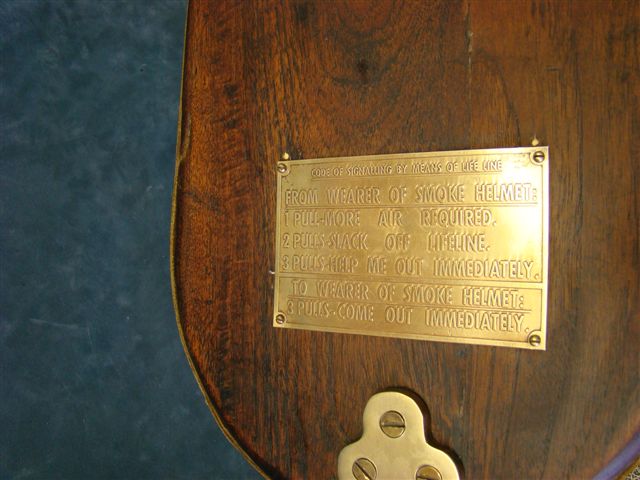 CODE OF SIGNALLING BY MEANS OF LIFE LINE
FROM WEARER OF SMOKE HELMET:
1 PULL-MORE AIR REQUIRED.
2 PULLS-SLACK OFF LIFELINE.
3 PULLS-HELP ME OUT IMMEDIATELY.
TO WEARER OF SMOKE HELMET:
3 PULLS-COME OUT IMMEDIATELY.